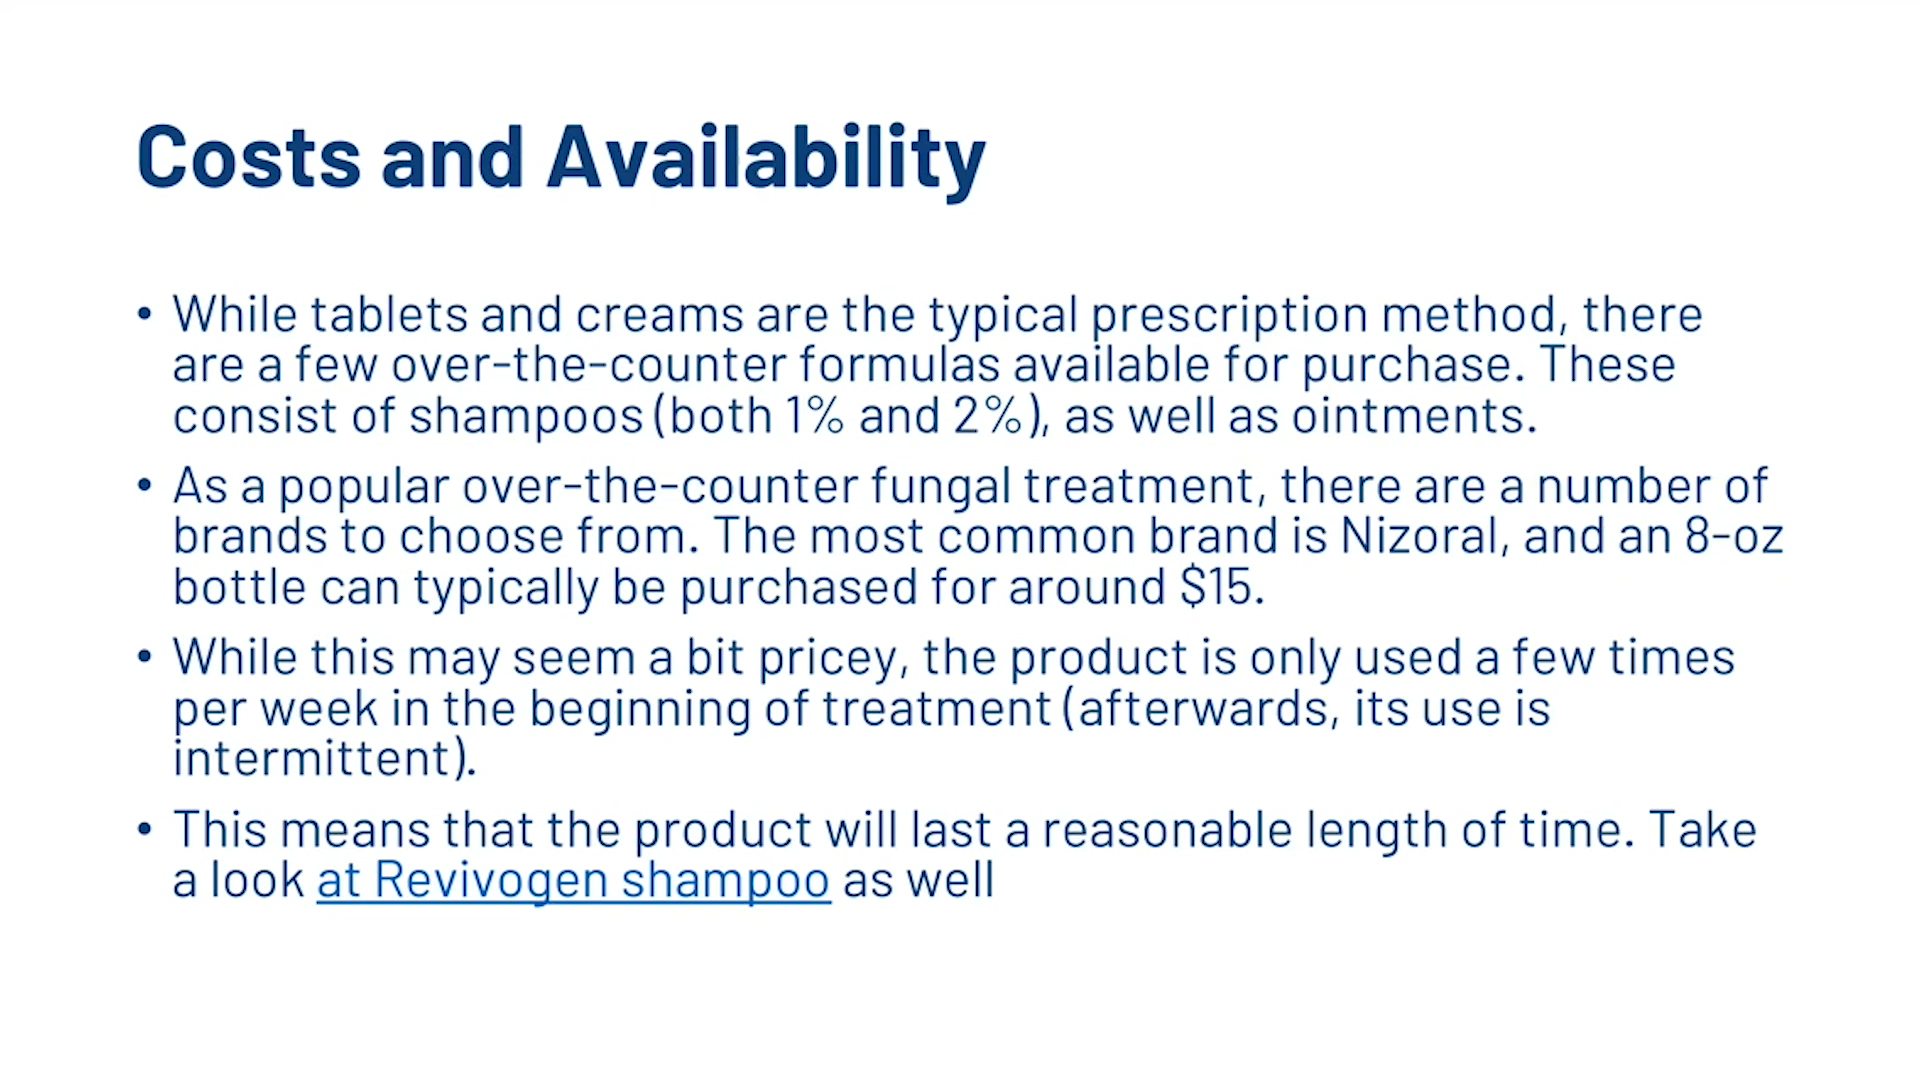 Costs and Availability
• While tablets and creams are the typical prescription method, there
are a few over-the-counter formulas available for purchase. These
consist of shampoos (both 1% and 2%), as well as ointments.
• As a popular over-the-counter fungal treatment, there are a number of
brands to choose from. The most common brand is Nizoral, and an 8-oz
bottle can typically be purchased for around $15.
• While this may seem a bit pricey, the product is only used a few times
per week in the beginning of treatment (afterwards, its use is
intermittent).
• This means that the product will last a reasonable length of time. Take
a look at Revivogen shampoo as well